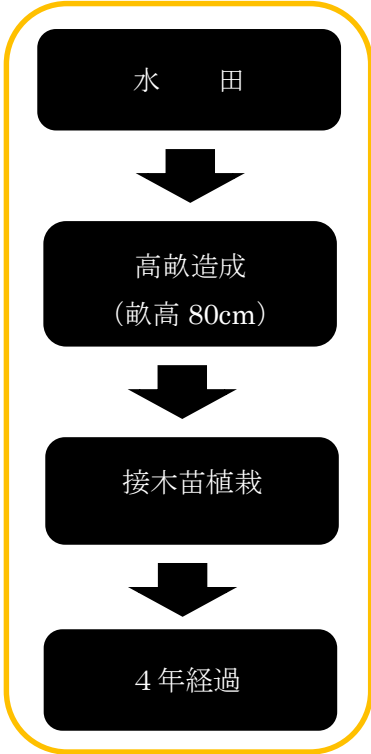 水　　田
高畝造成
（畝高 80cm）
接木苗植栽
４年経過